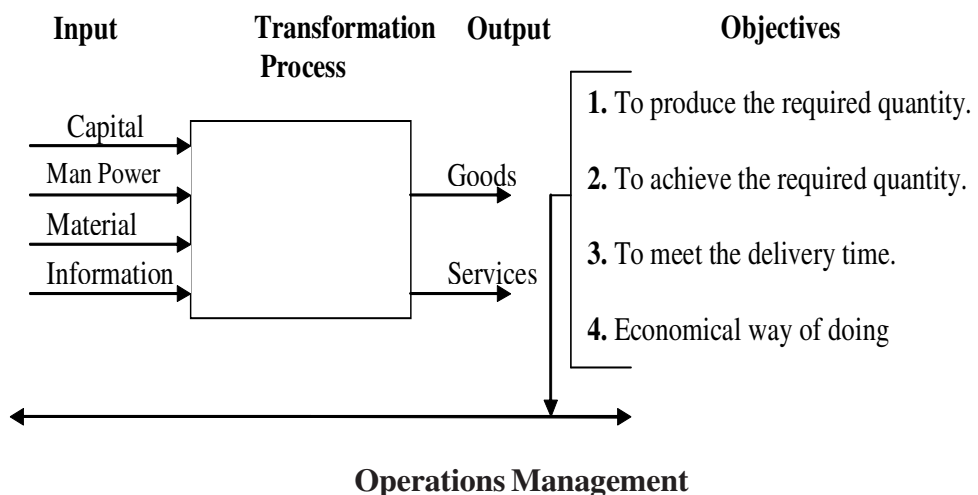 Input Transformation Output Objectives
Process
Capital
Man Power
Material
Information
Goods
Services
1. To produce the required quantity.
2. To achieve the required quantity.
3. To meet the delivery time.
4. Economical way of doing
Operations Management